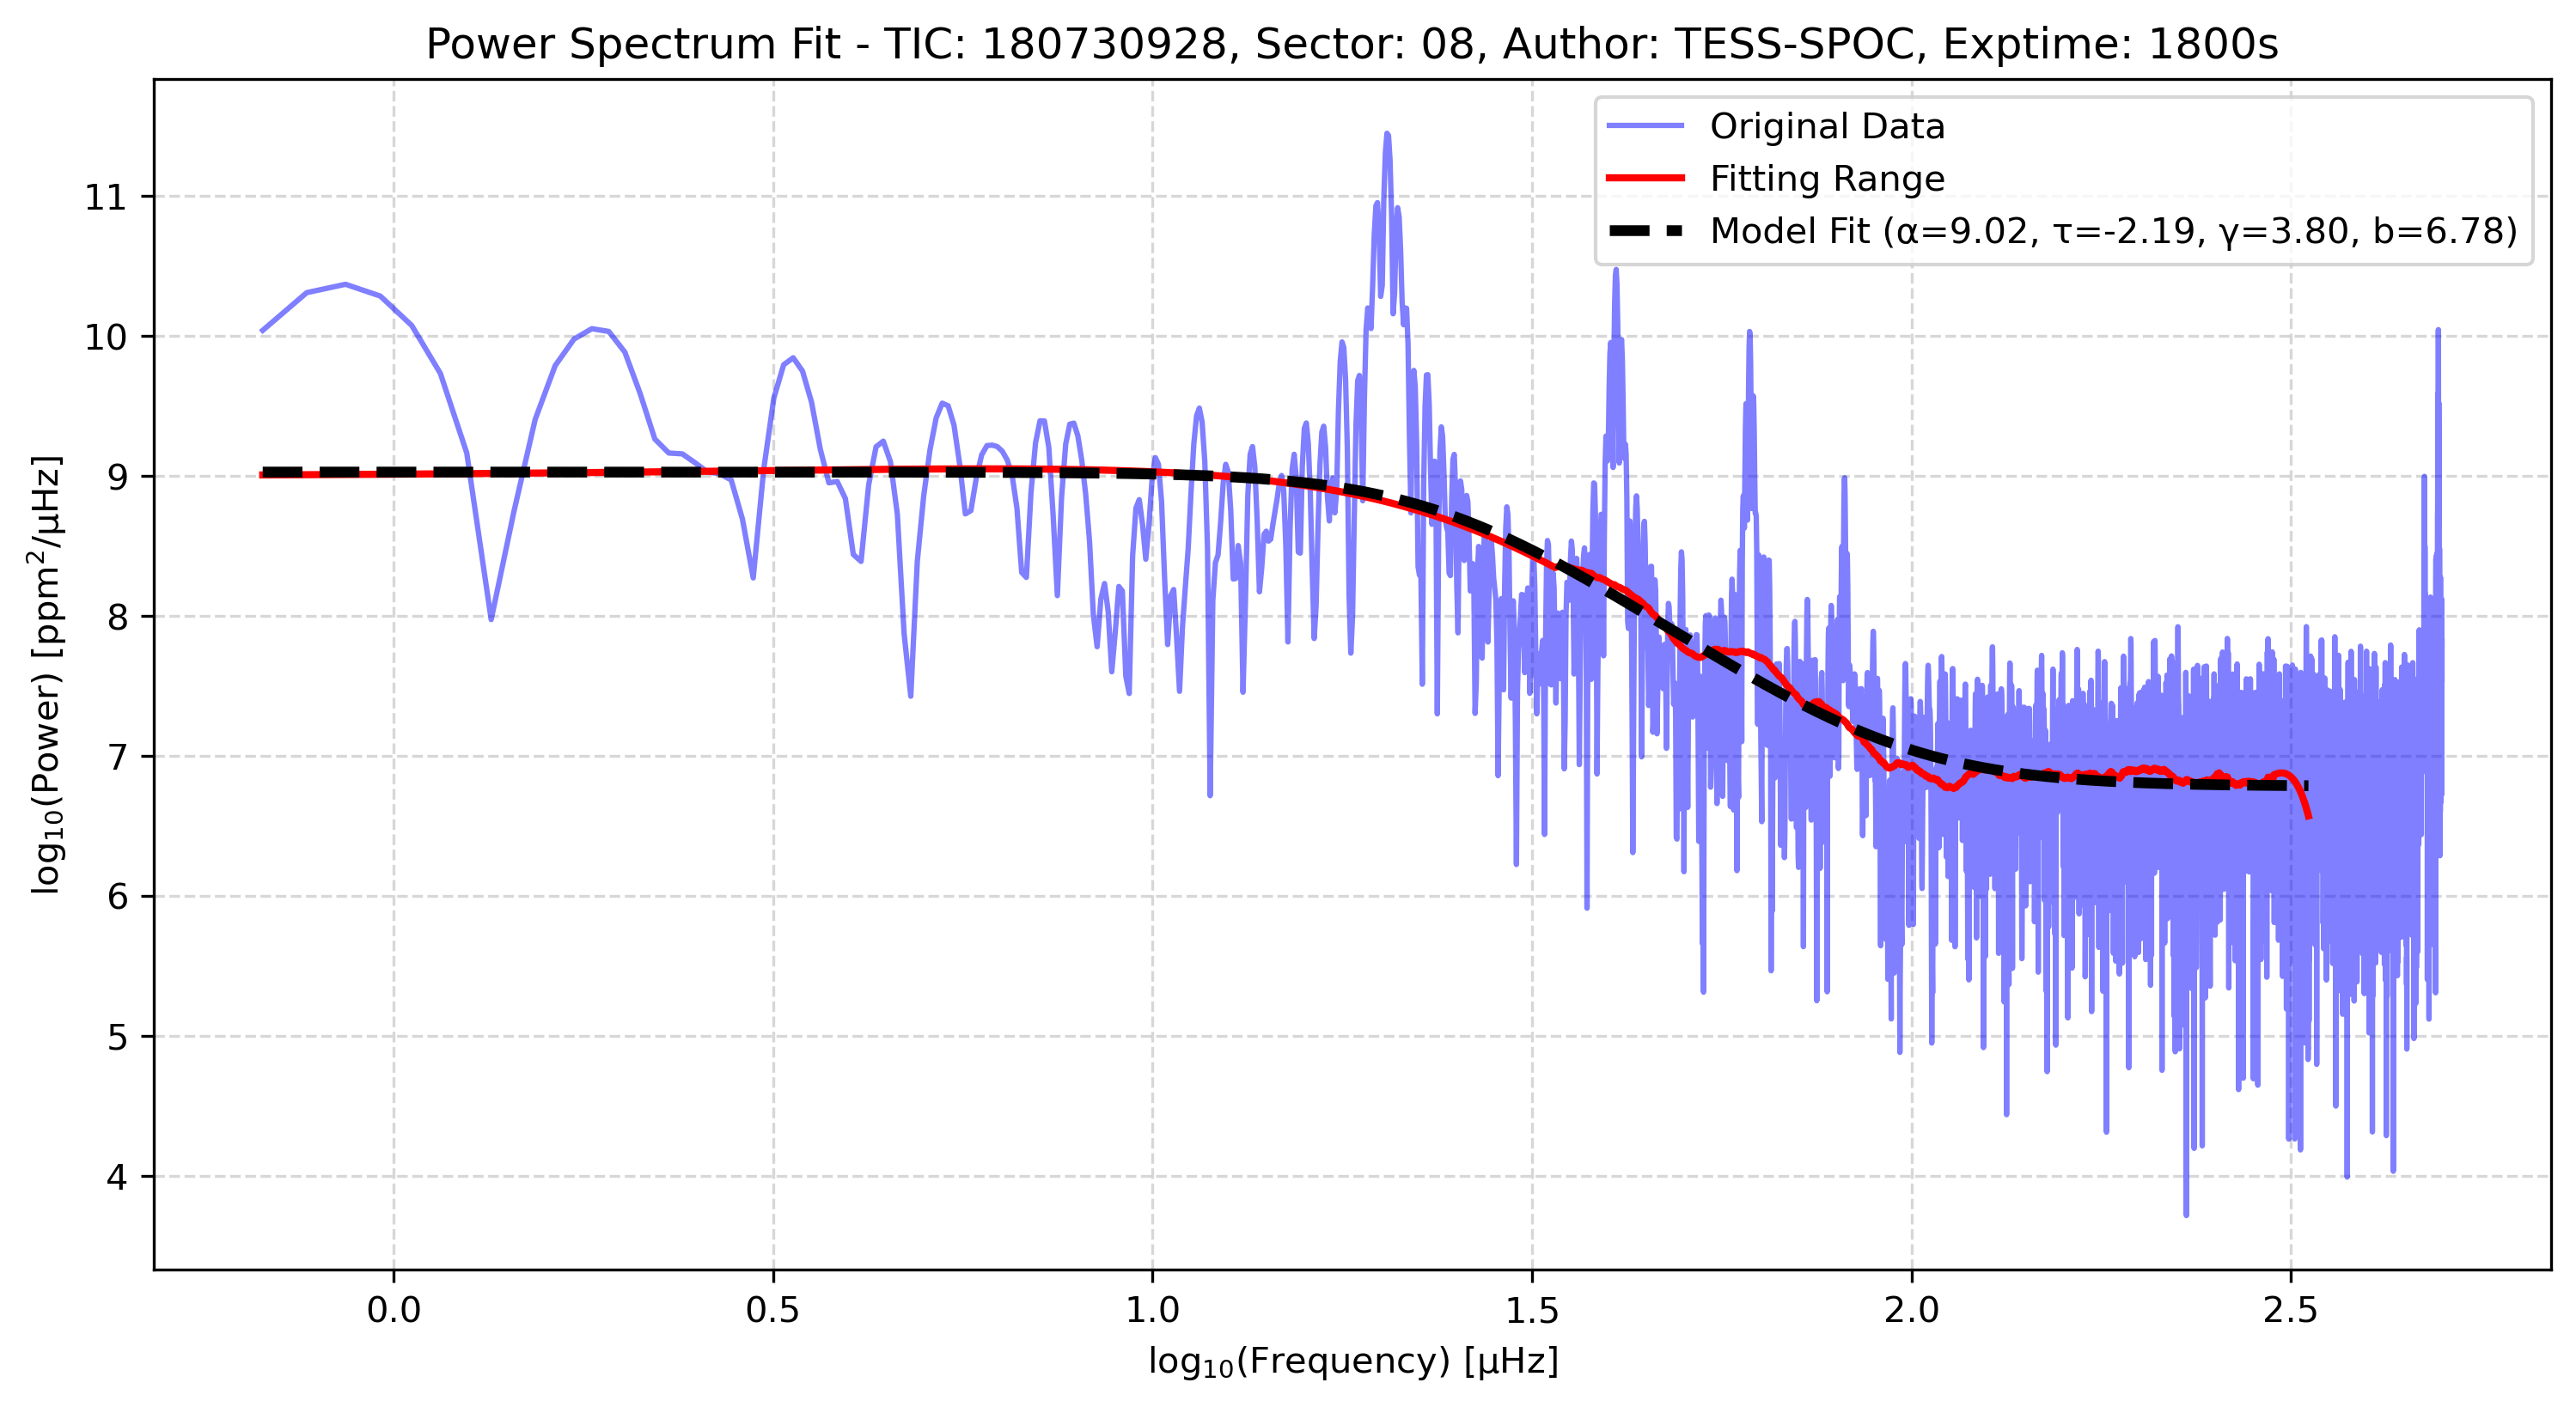 Power Spectrum Fit - TIC: 180730928, Sector: 08, Author: TESS-SPOC, Exptime: 1800s
Original Data
Fitting Range
Model Fit (α=9.02, τ=-2.19, γ=3.80, b=6.78)
log₁₀(Power) [ppm²/μHz]
11
10
9
8
7
6
5
4
0.0 0.5 1.0 1.5 2.0 2.5
log₁₀(Frequency) [μHz]